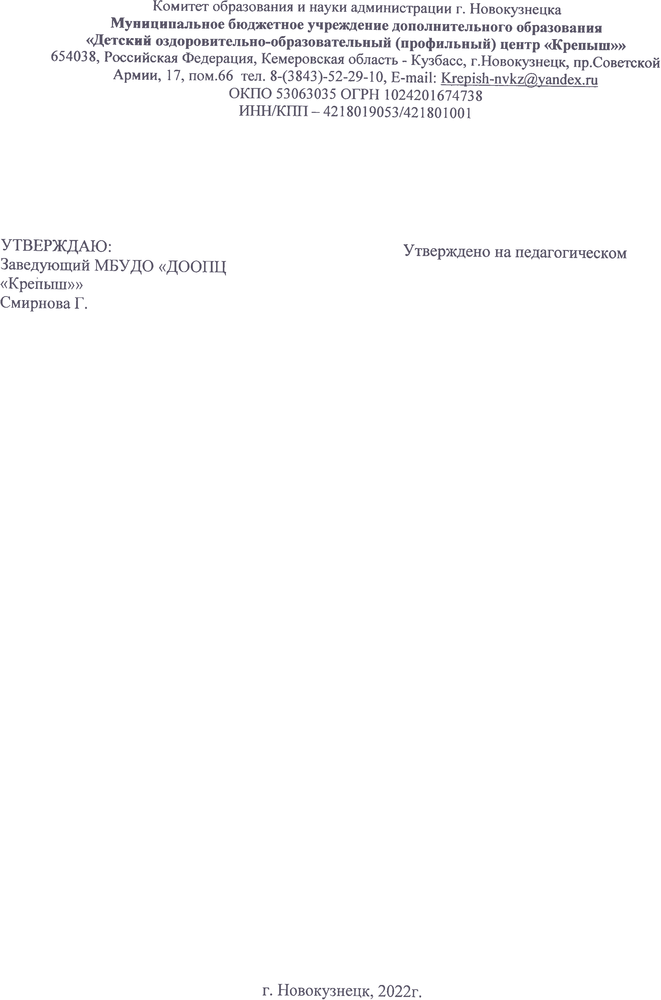 Комитет образования и науки администрации г. Новокузнецка
Муниципальное бюджетное учреждение дополнительного образования
«Детский оздоровительно-образовательный (профильный) центр «Крепыш»»
654038, Российская Федерация, Кемеровская область - Кузбасс, г.Новокузнецк, пр.Советской
Армии, 17, пом.66 тел. 8-(3843)-52-29-10, E-mail: Krepish-nvkz@yandex.ru
ОКПО 53063035 ОГРН 1024201674738
ИНН/КПП – 4218019053/421801001
УТВЕРЖДАЮ:
Утверждено на педагогическом
Заведующий МБУДО «ДООПЦ
«Крепыш»»
Смирнова Г.
г. Новокузнецк, 2022г.